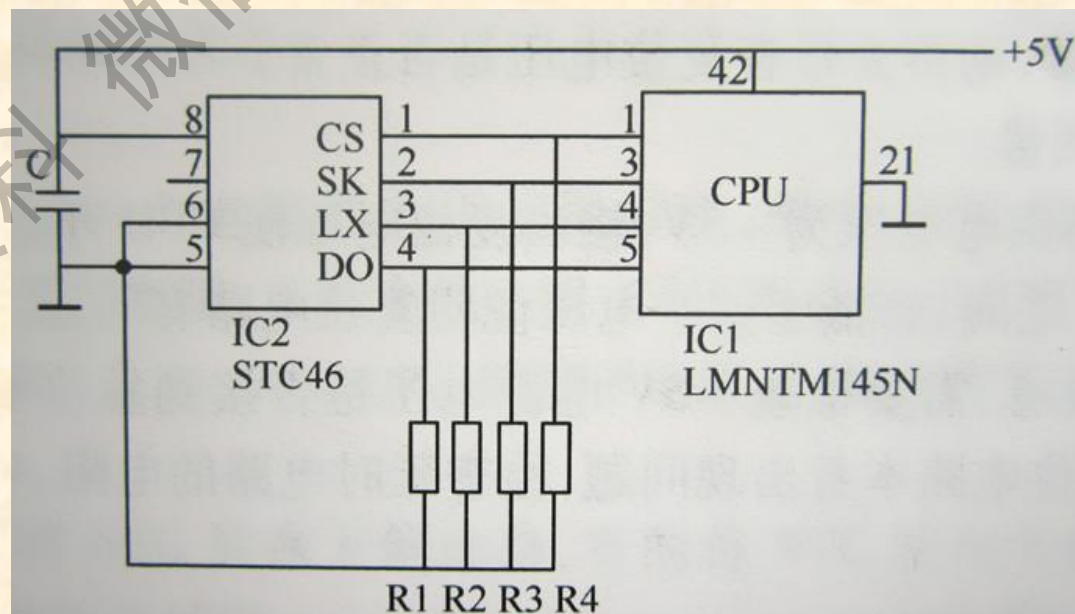 +5V
42
8 CS 1 1
C 7 SK 2 3 CPU 21
6 LX 3 4
5 DO 4 5
IC2
STC46
IC1
LMNTM145N
R1 R2 R3 R4